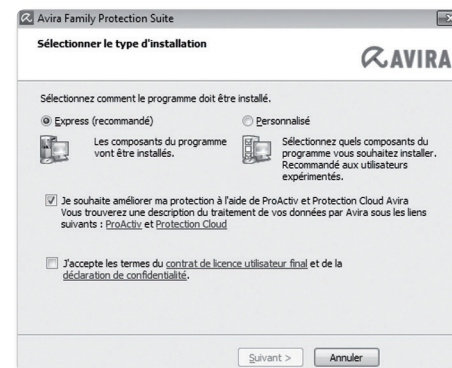 Avira Family Protection Suite
Sélectionner le type d'installation
AVIRA
Sélectionnez comment le programme doit être installé.
Express (recommandé)
Personnalisé
Les composants du programme
vont être installés.
Sélectionnez quels composants du
programme vous souhaitez installer.
Recommandé aux utilisateurs
expérimentés.
Je souhaite améliorer ma protection à l'aide de ProActiv et Protection Cloud Avira
Vous trouverez une description du traitement de vos données par Avira sous les liens
suivants : ProActiv et Protection Cloud
J'accepte les termes du contrat de licence utilisateur final et de la
déclaration de confidentialité.
Suivant >
Annuler